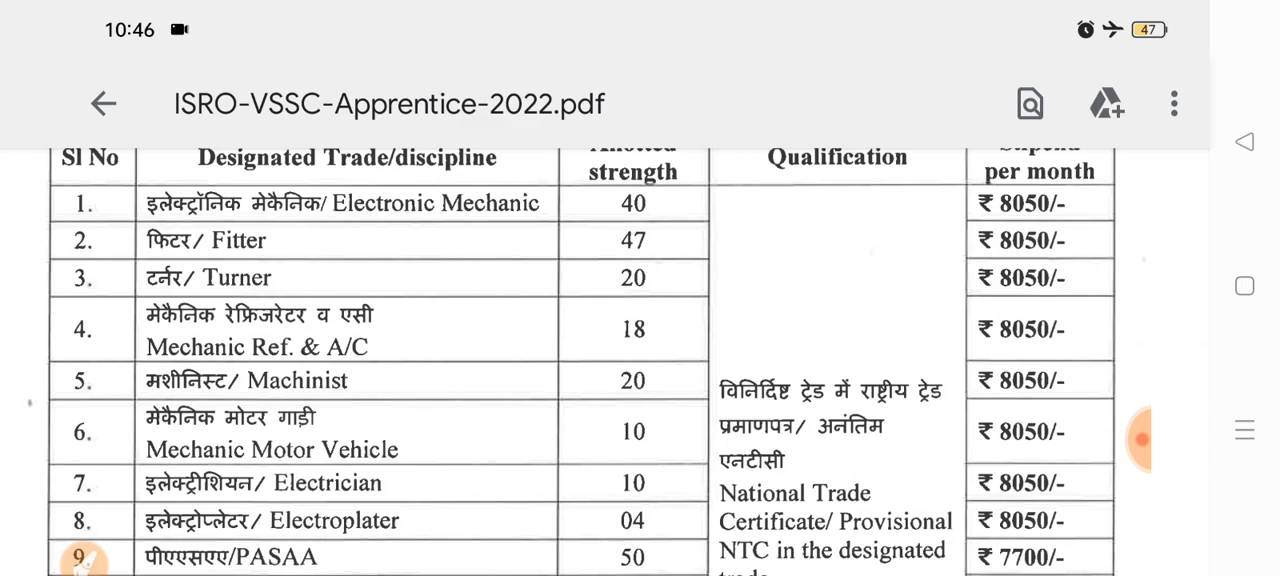 10:46
47
ISRO-VSSC-Apprentice-2022.pdf
Sl No Designated Trade/discipline Allotted strength Qualification Stipend per month
1. इलेक्ट्रॉनिक मेकैनिक/ Electronic Mechanic 40 ₹ 8050/-
2. फिटर/ Fitter 47 ₹ 8050/-
3. टर्नर/ Turner 20 ₹ 8050/-
4. मेकैनिक रेफ्रिजरेटर व एसी
Mechanic Ref. & A/C 18 ₹ 8050/-
5. मशीनिस्ट/ Machinist 20 ₹ 8050/-
6. मेकैनिक मोटर गाड़ी
Mechanic Motor Vehicle 10 ₹ 8050/-
7. इलेक्ट्रीशियन/ Electrician 10 ₹ 8050/-
8. इलेक्ट्रोप्लेटर/ Electroplater 04 ₹ 8050/-
9. पीएएसएए/PASAA 50 ₹ 7700/-
विनिर्दिष्ट ट्रेड में राष्ट्रीय ट्रेड
प्रमाणपत्र/ अनंतिम
एनटीसी
National Trade
Certificate/ Provisional
NTC in the designated